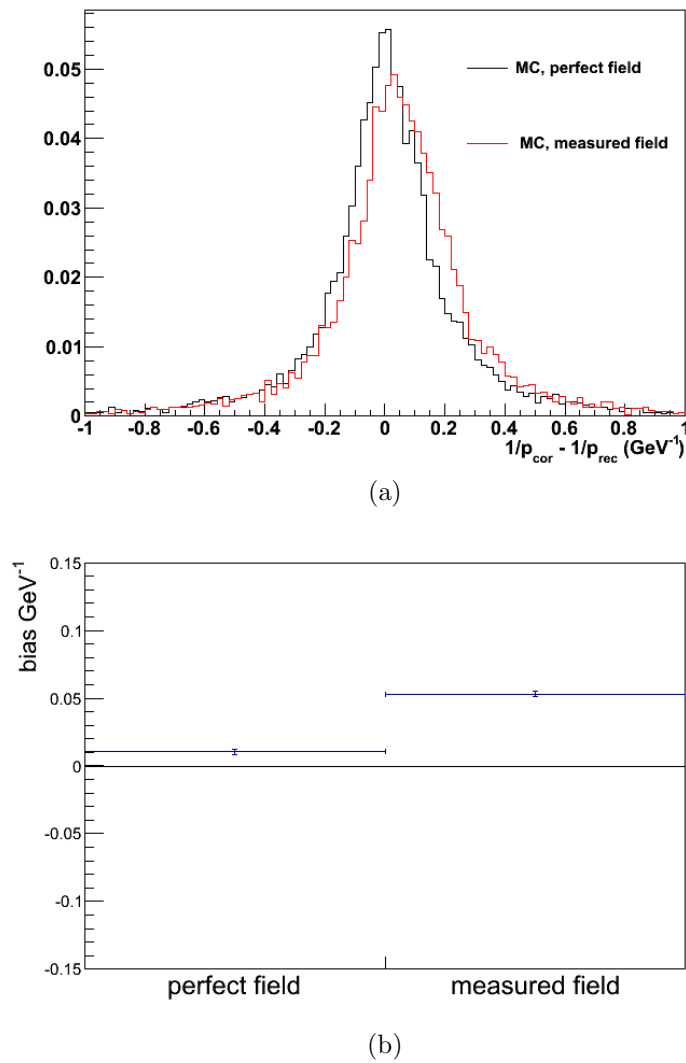 0.05
0.04
0.03
0.02
0.01
0
MC, perfect field
MC, measured field
-1 -0.8 -0.6 -0.4 -0.2 0 0.2 0.4 0.6 0.8 1
1/p_cor - 1/p_rec (GeV⁻¹)
(a)
bias GeV⁻¹
0.15
0.1
0.05
0
-0.05
-0.1
-0.15
perfect field measured field
(b)